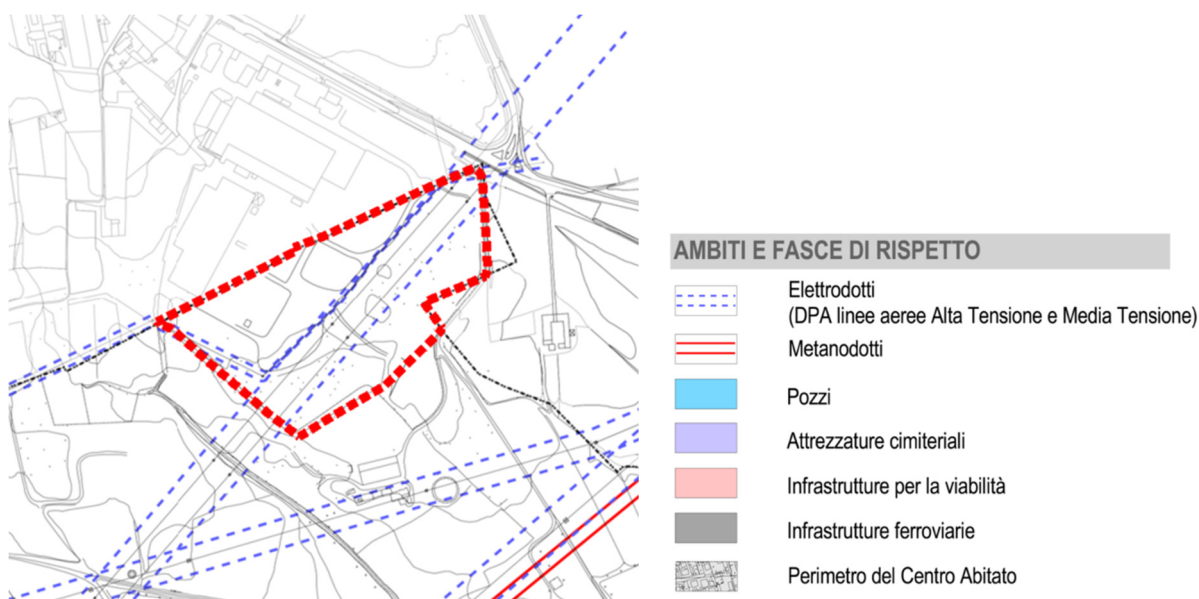 AMBITI E FASCE DI RISPETTO
Elettrodotti
(DPA linee aeree Alta Tensione e Media Tensione)
Metanodotti
Pozzi
Attrezzature cimiteriali
Infrastrutture per la viabilità
Infrastrutture ferroviarie
Perimetro del Centro Abitato